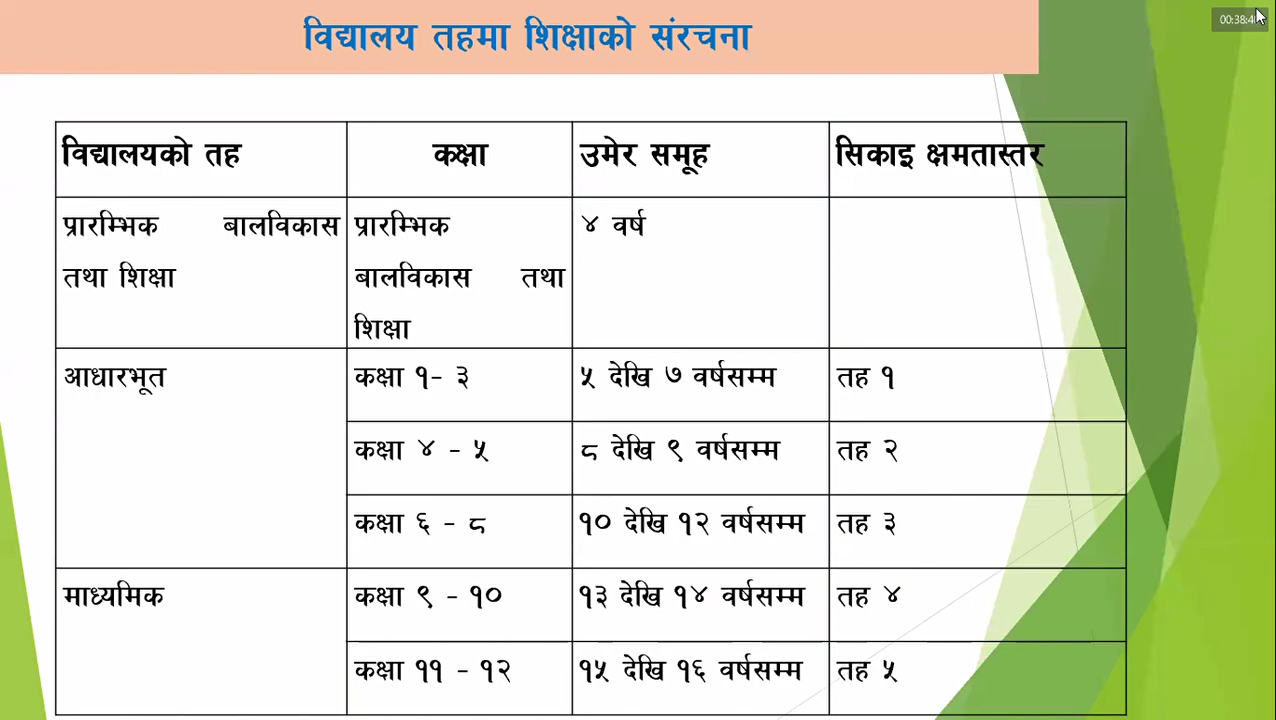 विद्यालय तहमा शिक्षाको संरचना
विद्यालयको तह कक्षा उमेर समूह सिकाइ क्षमतास्तर
प्रारम्भिक बालविकास प्रारम्भिक ४ वर्ष
तथा शिक्षा बालविकास तथा
शिक्षा
आधारभूत कक्षा १- ३ ५ देखि ७ वर्षसम्म तह १
कक्षा ४ - ५ ८ देखि ९ वर्षसम्म तह २
कक्षा ६ - ८ १० देखि १२ वर्षसम्म तह ३
माध्यमिक कक्षा ९ - १० १३ देखि १४ वर्षसम्म तह ४
कक्षा ११ - १२ १५ देखि १६ वर्षसम्म तह ५